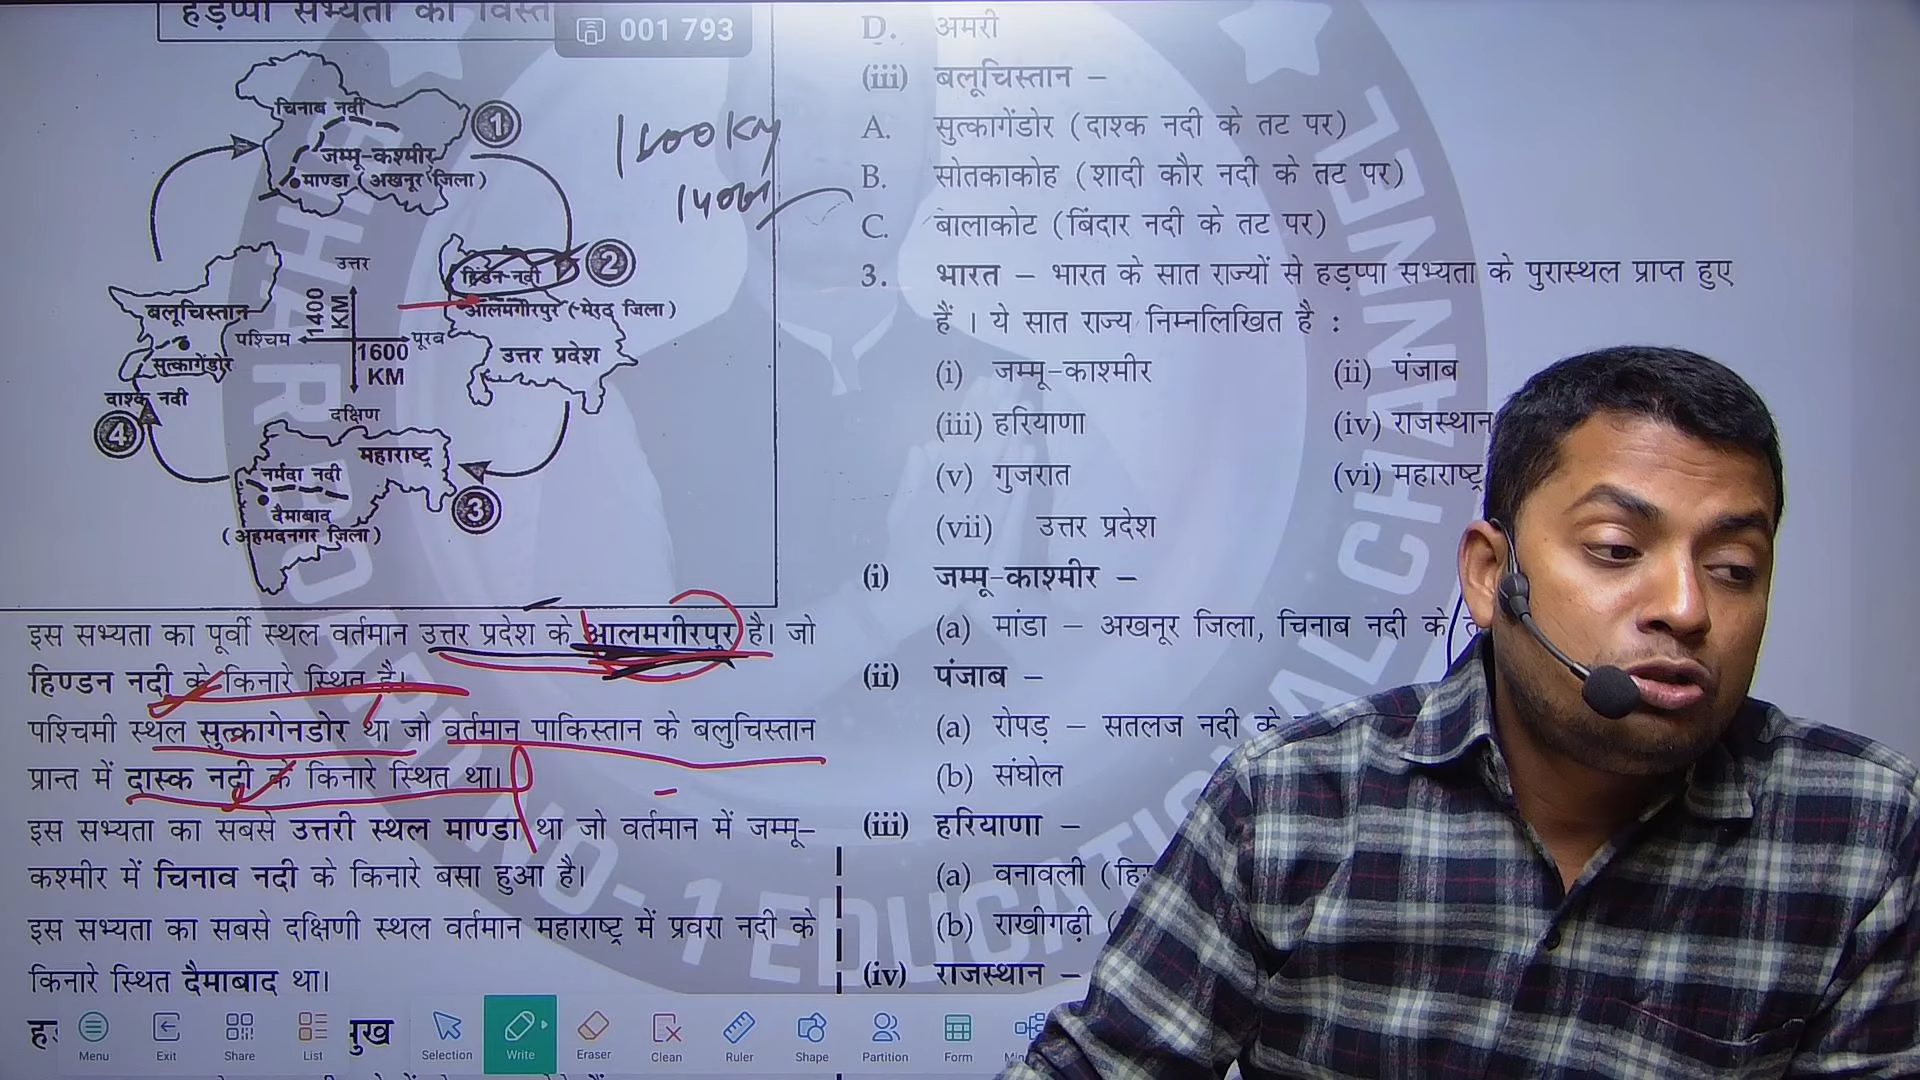 हड़प्पा सभ्यता का विस्त
001 793
चिनाब नदी
1
जम्मू-कश्मीर
माण्डा (अखनूर जिला)
1400
उत्तर
हिंडन नदी
2
आलमगीरपुर (मेरठ जिला)
बलूचिस्तान
1400 KM
पश्चिम
पूरब
1600 KM
उत्तर प्रदेश
सुत्कागेंडोर
दाश्क नदी
दक्षिण
4
महाराष्ट्र
नर्मदा नदी
3
दैमाबाद
(अहमदनगर जिला)
इस सभ्यता का पूर्वी स्थल वर्तमान उत्तर प्रदेश के आलमगीरपुर है। जो
हिण्डन नदी के किनारे स्थित है।
पश्चिमी स्थल सुत्कागेनडोर था जो वर्तमान पाकिस्तान के बलुचिस्तान
प्रान्त में दास्क नदी के किनारे स्थित था।
इस सभ्यता का सबसे उत्तरी स्थल माण्डा था जो वर्तमान में जम्मू-
कश्मीर में चिनाव नदी के किनारे बसा हुआ है।
इस सभ्यता का सबसे दक्षिणी स्थल वर्तमान महाराष्ट्र में प्रवरा नदी के
किनारे स्थित दैमाबाद था।
D. अमरी
(iii) बलूचिस्तान –
A. सुत्कागेंडोर (दाश्क नदी के तट पर)
B. सोतकाकोह (शादी कौर नदी के तट पर)
C. बालाकोट (बिंदार नदी के तट पर)
3. भारत – भारत के सात राज्यों से हड़प्पा सभ्यता के पुरास्थल प्राप्त हुए
हैं । ये सात राज्य निम्नलिखित है :
(i) जम्मू-काश्मीर (ii) पंजाब
(iii) हरियाणा (iv) राजस्थान
(v) गुजरात (vi) महाराष्ट्र
(vii) उत्तर प्रदेश
(i) जम्मू-काश्मीर –
(a) मांडा – अखनूर जिला, चिनाब नदी के त
(ii) पंजाब –
(a) रोपड़ – सतलज नदी के
(b) संघोल
(iii) हरियाणा –
(a) वनावली (हि
(b) राखीगढ़ी (
(iv) राजस्थान –
NO-1 EDUCATIONAL CHANNEL
Menu Exit Share List Selection Write Eraser Clean Ruler Shape Partition Form